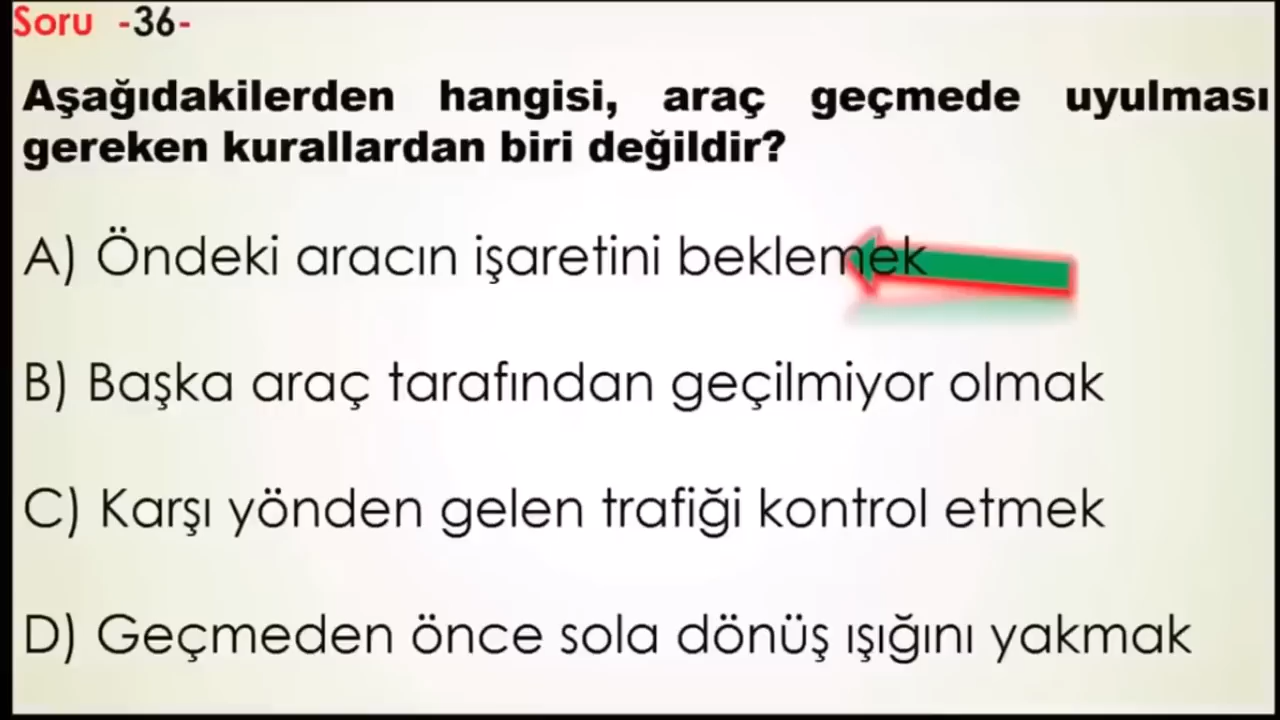 Soru -36-
Aşağıdakilerden hangisi, araç geçmede uyulması
gereken kurallardan biri değildir?
A) Öndeki aracın işaretini beklemek
B) Başka araç tarafından geçilmiyor olmak
C) Karşı yönden gelen trafiği kontrol etmek
D) Geçmeden önce sola dönüş ışığını yakmak